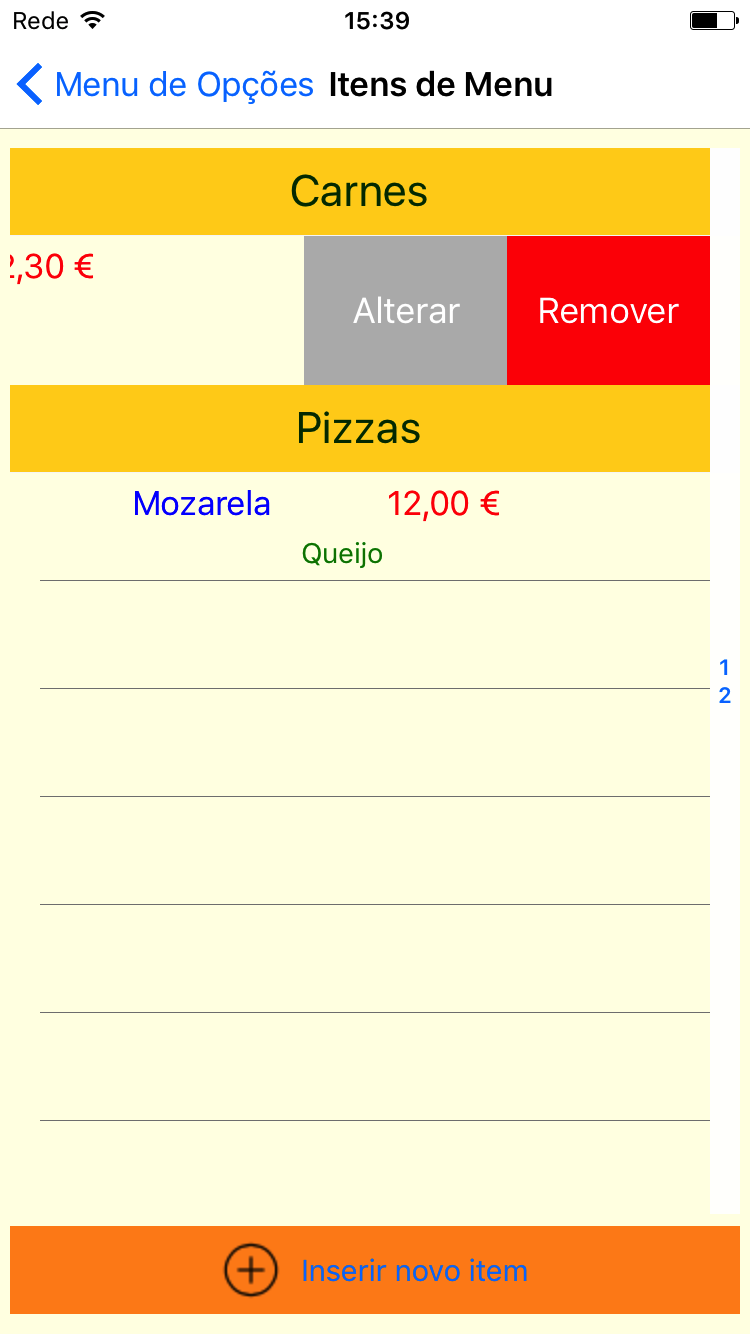 Rede 15:39
Menu de Opções Itens de Menu
Carnes
,30 € Alterar Remover
Pizzas
Mozarela 12,00 €
Queijo
1
2
Inserir novo item